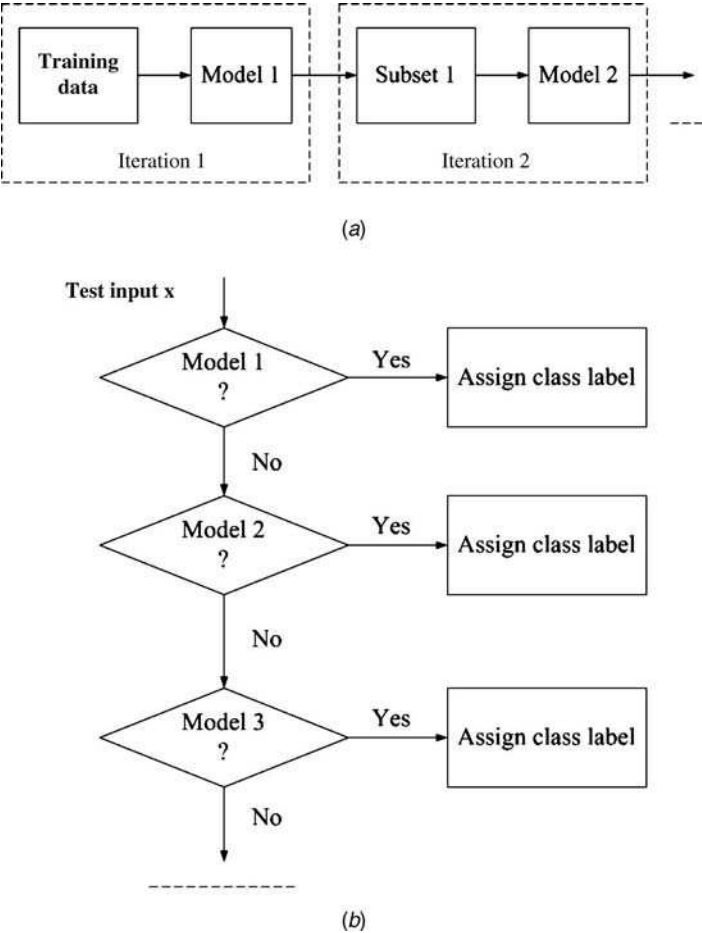 Training
data
Model 1
Subset 1
Model 2
Iteration 1
Iteration 2
(a)
Test input x
Model 1
?
Yes
Assign class label
No
Model 2
?
Yes
Assign class label
No
Model 3
?
Yes
Assign class label
No
(b)